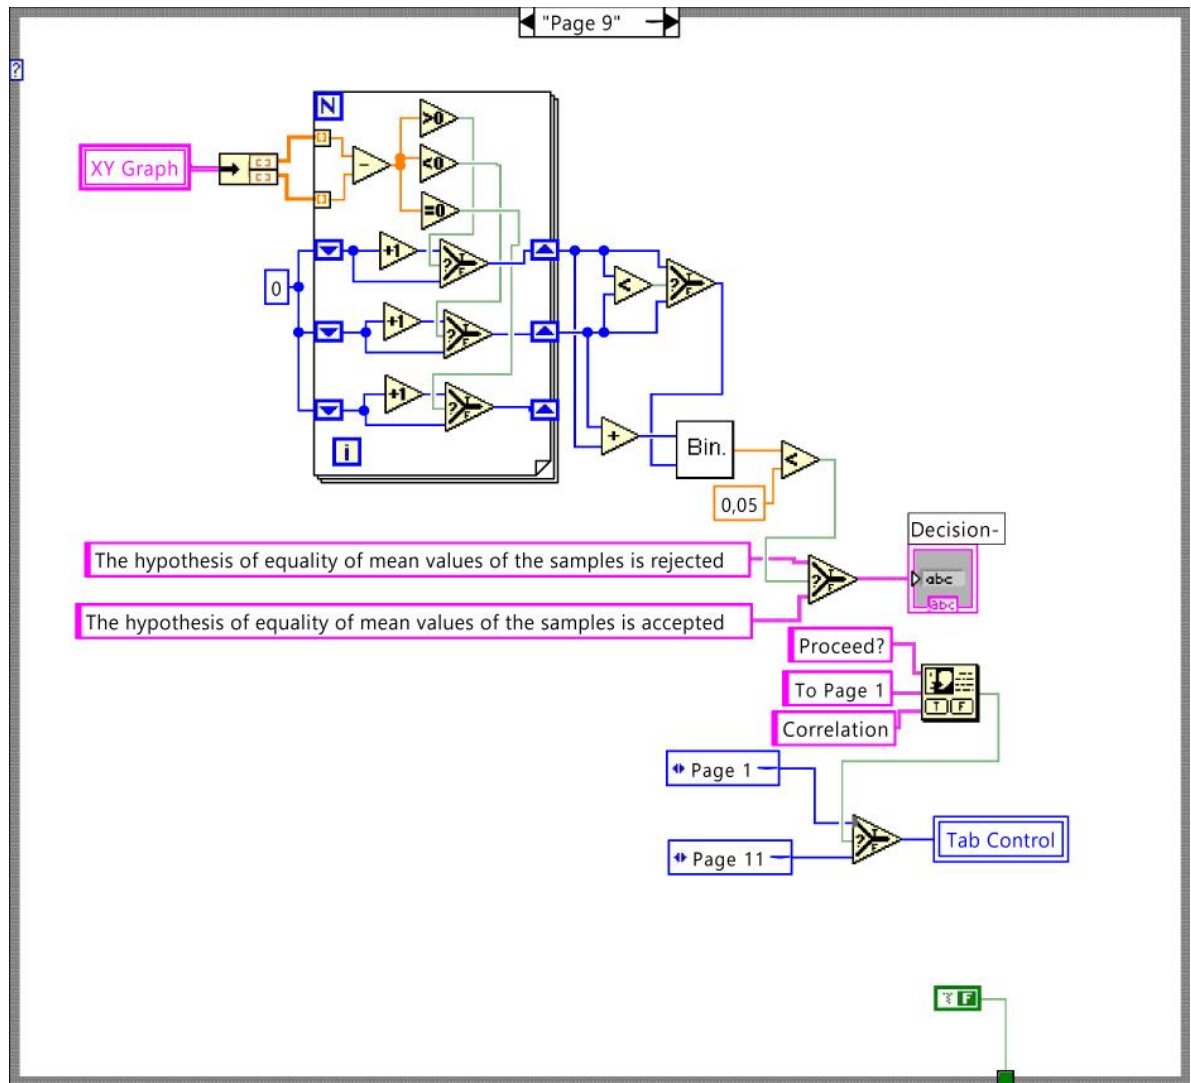 "Page 9"
?
N
>0
XY Graph
-
<0
=0
+1
? T F
0
< ? T F
+1
? T F
+1
? T F
i
+
Bin.
<
0,05
Decision-
The hypothesis of equality of mean values of the samples is rejected
? T F
abc
abc
The hypothesis of equality of mean values of the samples is accepted
Proceed?
To Page 1
T F
Correlation
Page 1
? T F
Tab Control
Page 11
F